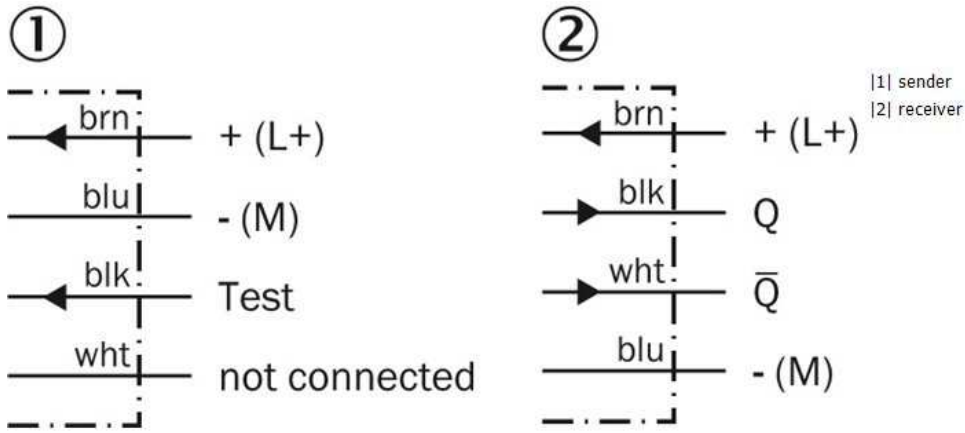 ①
brn + (L+)
blu - (M)
blk Test
wht not connected
②
brn + (L+)
blk Q
wht Q̅
blu - (M)
|1| sender
|2| receiver